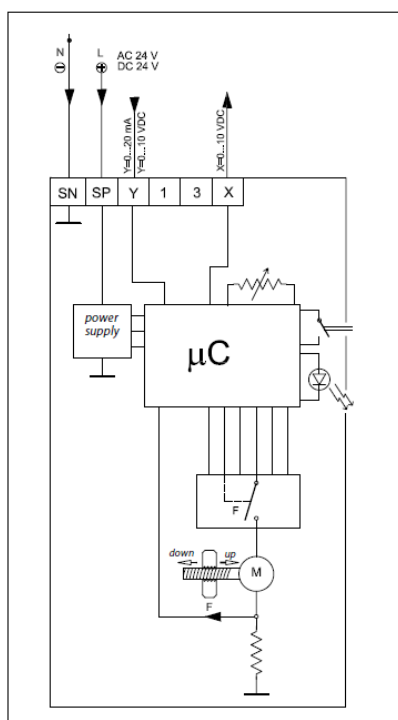 N L AC 24 V
DC 24 V
Y=0...20 mA
Y=0...10 VDC
X=0...10 VDC
SN SP Y 1 3 X
power
supply
µC
F
down up
M
F